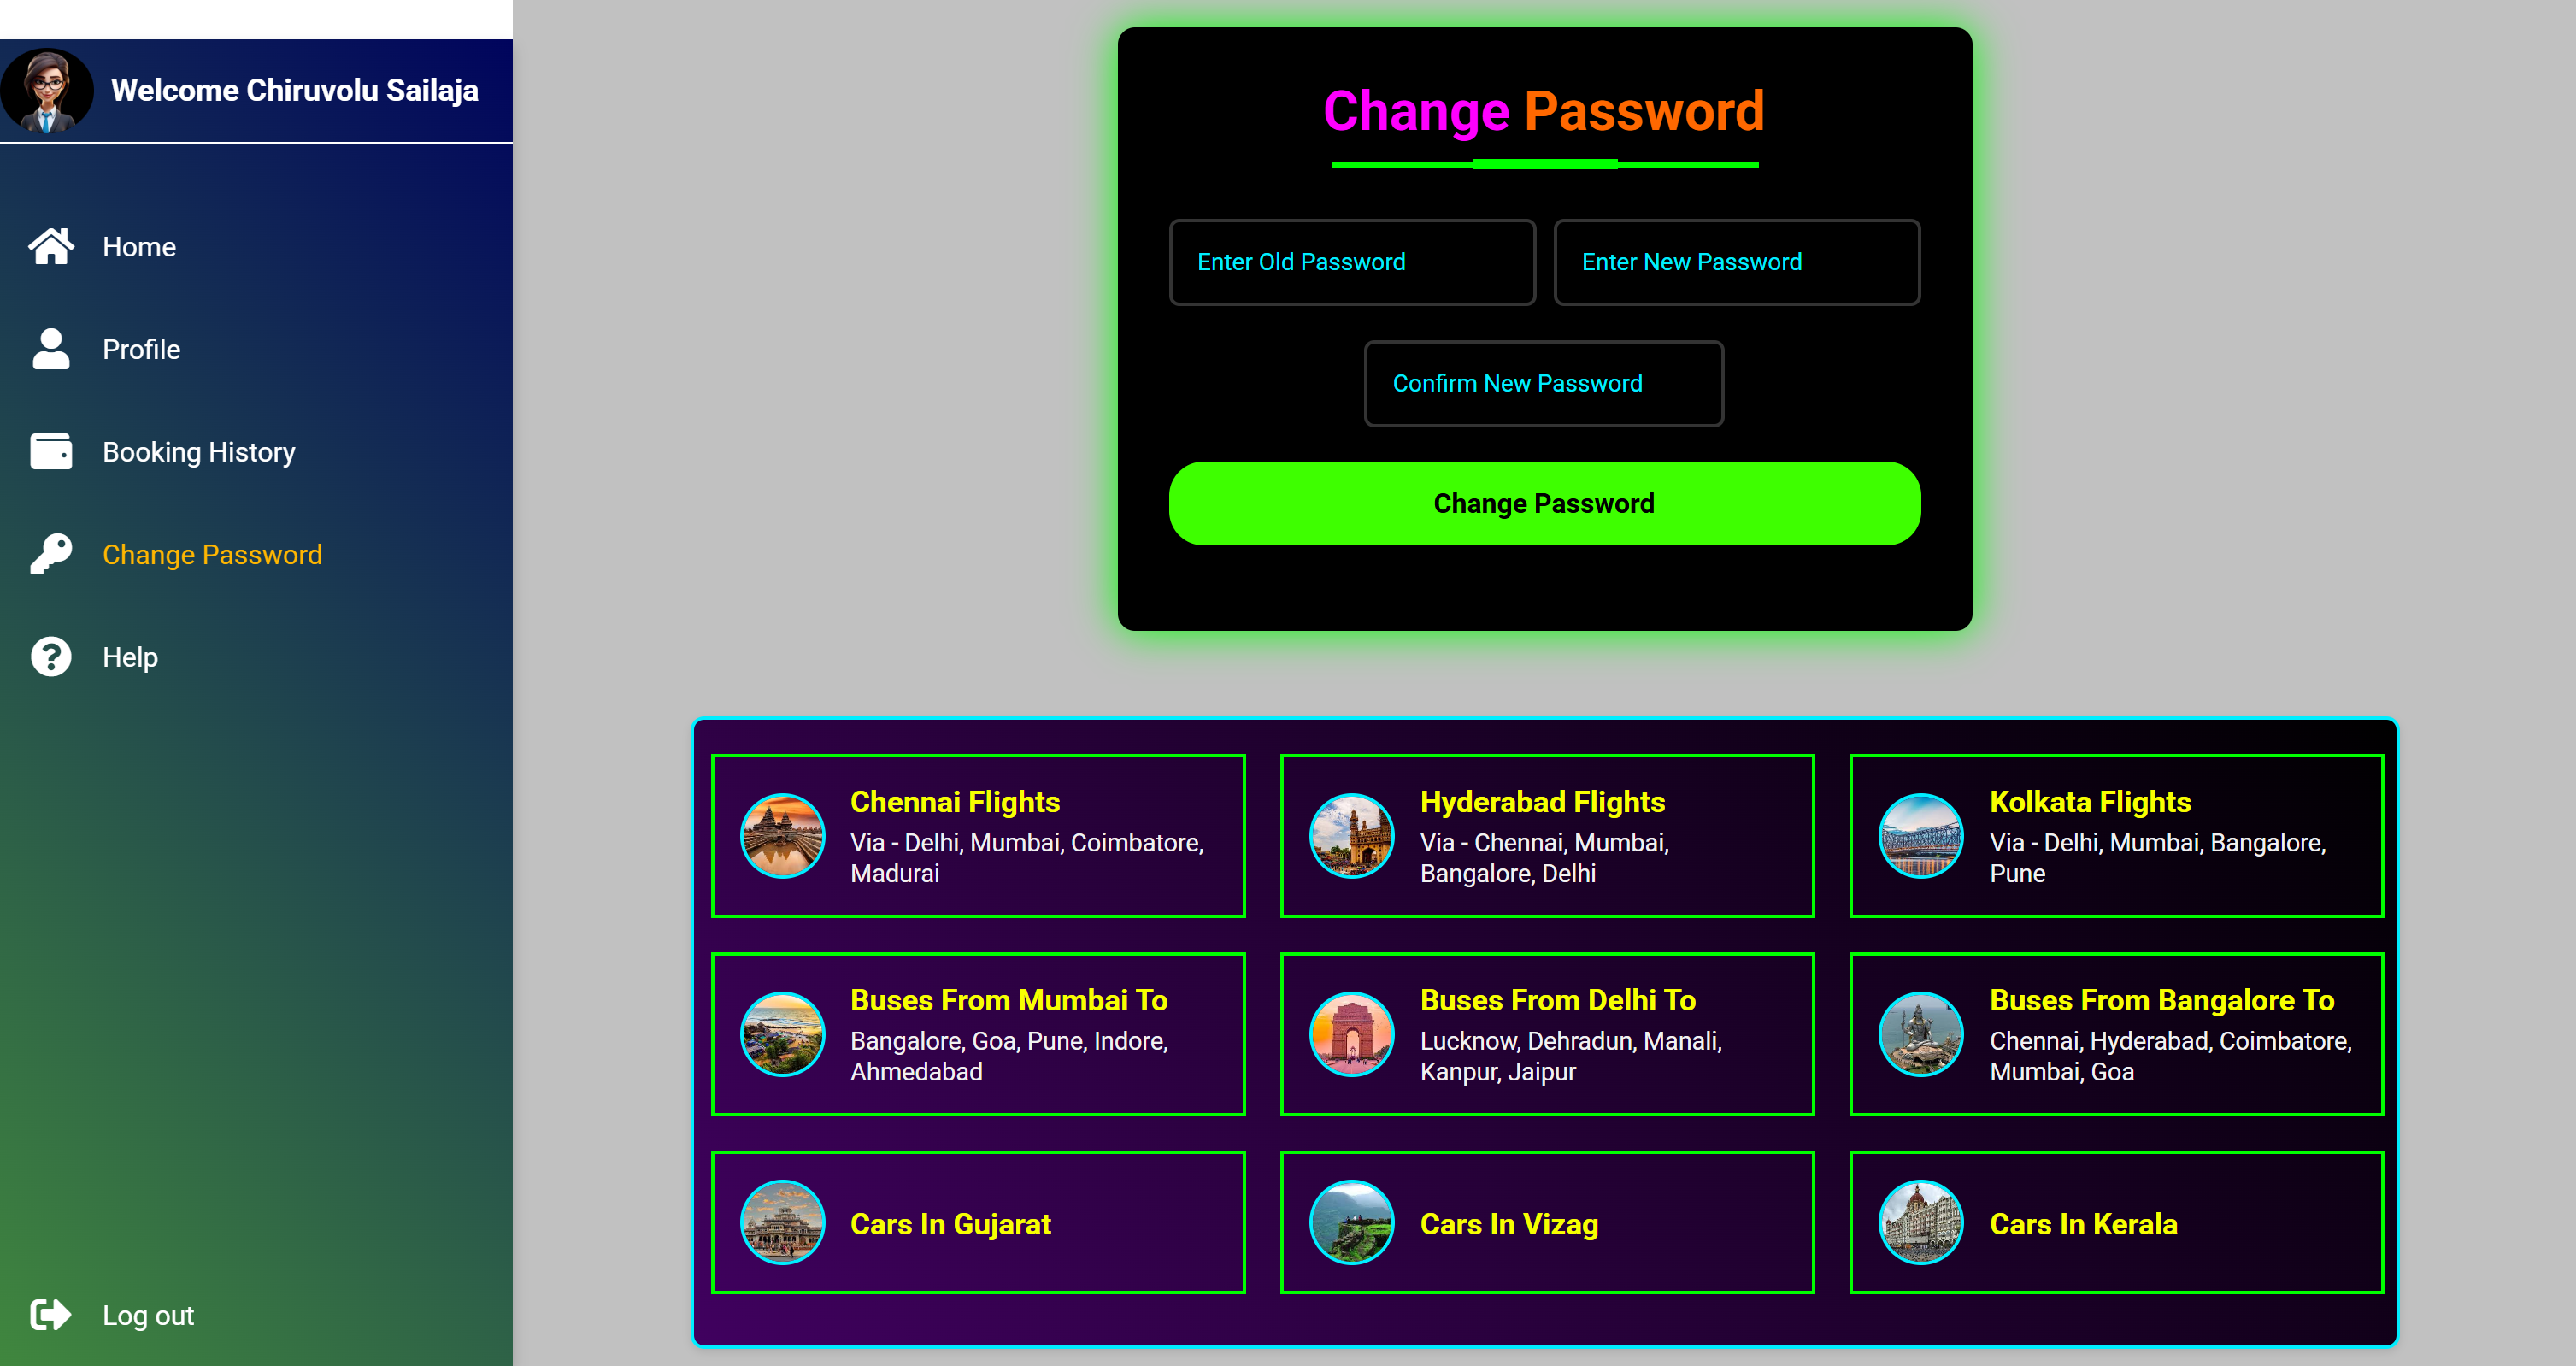 Welcome Chiruvolu Sailaja
Home
Profile
Booking History
Change Password
Help
Log out
Change Password
Enter Old Password
Enter New Password
Confirm New Password
Change Password
Chennai Flights
Via - Delhi, Mumbai, Coimbatore,
Madurai
Hyderabad Flights
Via - Chennai, Mumbai,
Bangalore, Delhi
Kolkata Flights
Via - Delhi, Mumbai, Bangalore,
Pune
Buses From Mumbai To
Bangalore, Goa, Pune, Indore,
Ahmedabad
Buses From Delhi To
Lucknow, Dehradun, Manali,
Kanpur, Jaipur
Buses From Bangalore To
Chennai, Hyderabad, Coimbatore,
Mumbai, Goa
Cars In Gujarat
Cars In Vizag
Cars In Kerala